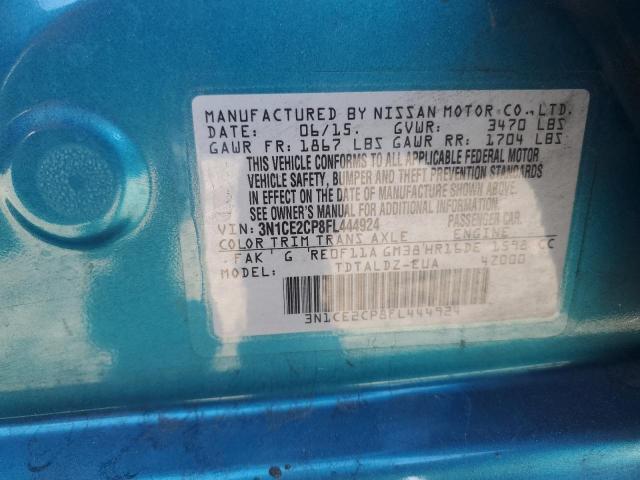 MANUFACTURED BY NISSAN MOTOR CO., LTD.
DATE: 06/15. GVWR: 3470 LBS
GAWR FR: 1867 LBS GAWR RR: 1704 LBS
THIS VEHICLE CONFORMS TO ALL APPLICABLE FEDERAL MOTOR
VEHICLE SAFETY, BUMPER AND THEFT PREVENTION STANDARDS
IN EFFECT ON THE DATE OF MANUFACTURE SHOWN ABOVE.
SEE OWNER'S MANUAL FOR ADDITIONAL INFORMATION.
VIN: 3N1CE2CP8FL444924 PASSENGER CAR.
COLOR TRIM TRANS AXLE ENGINE
FAK G RE0F11A GM38 HR16DE 1598 CC
MODEL: TDTALDZ-EUA 42000
3N1CE2CP8FL444924